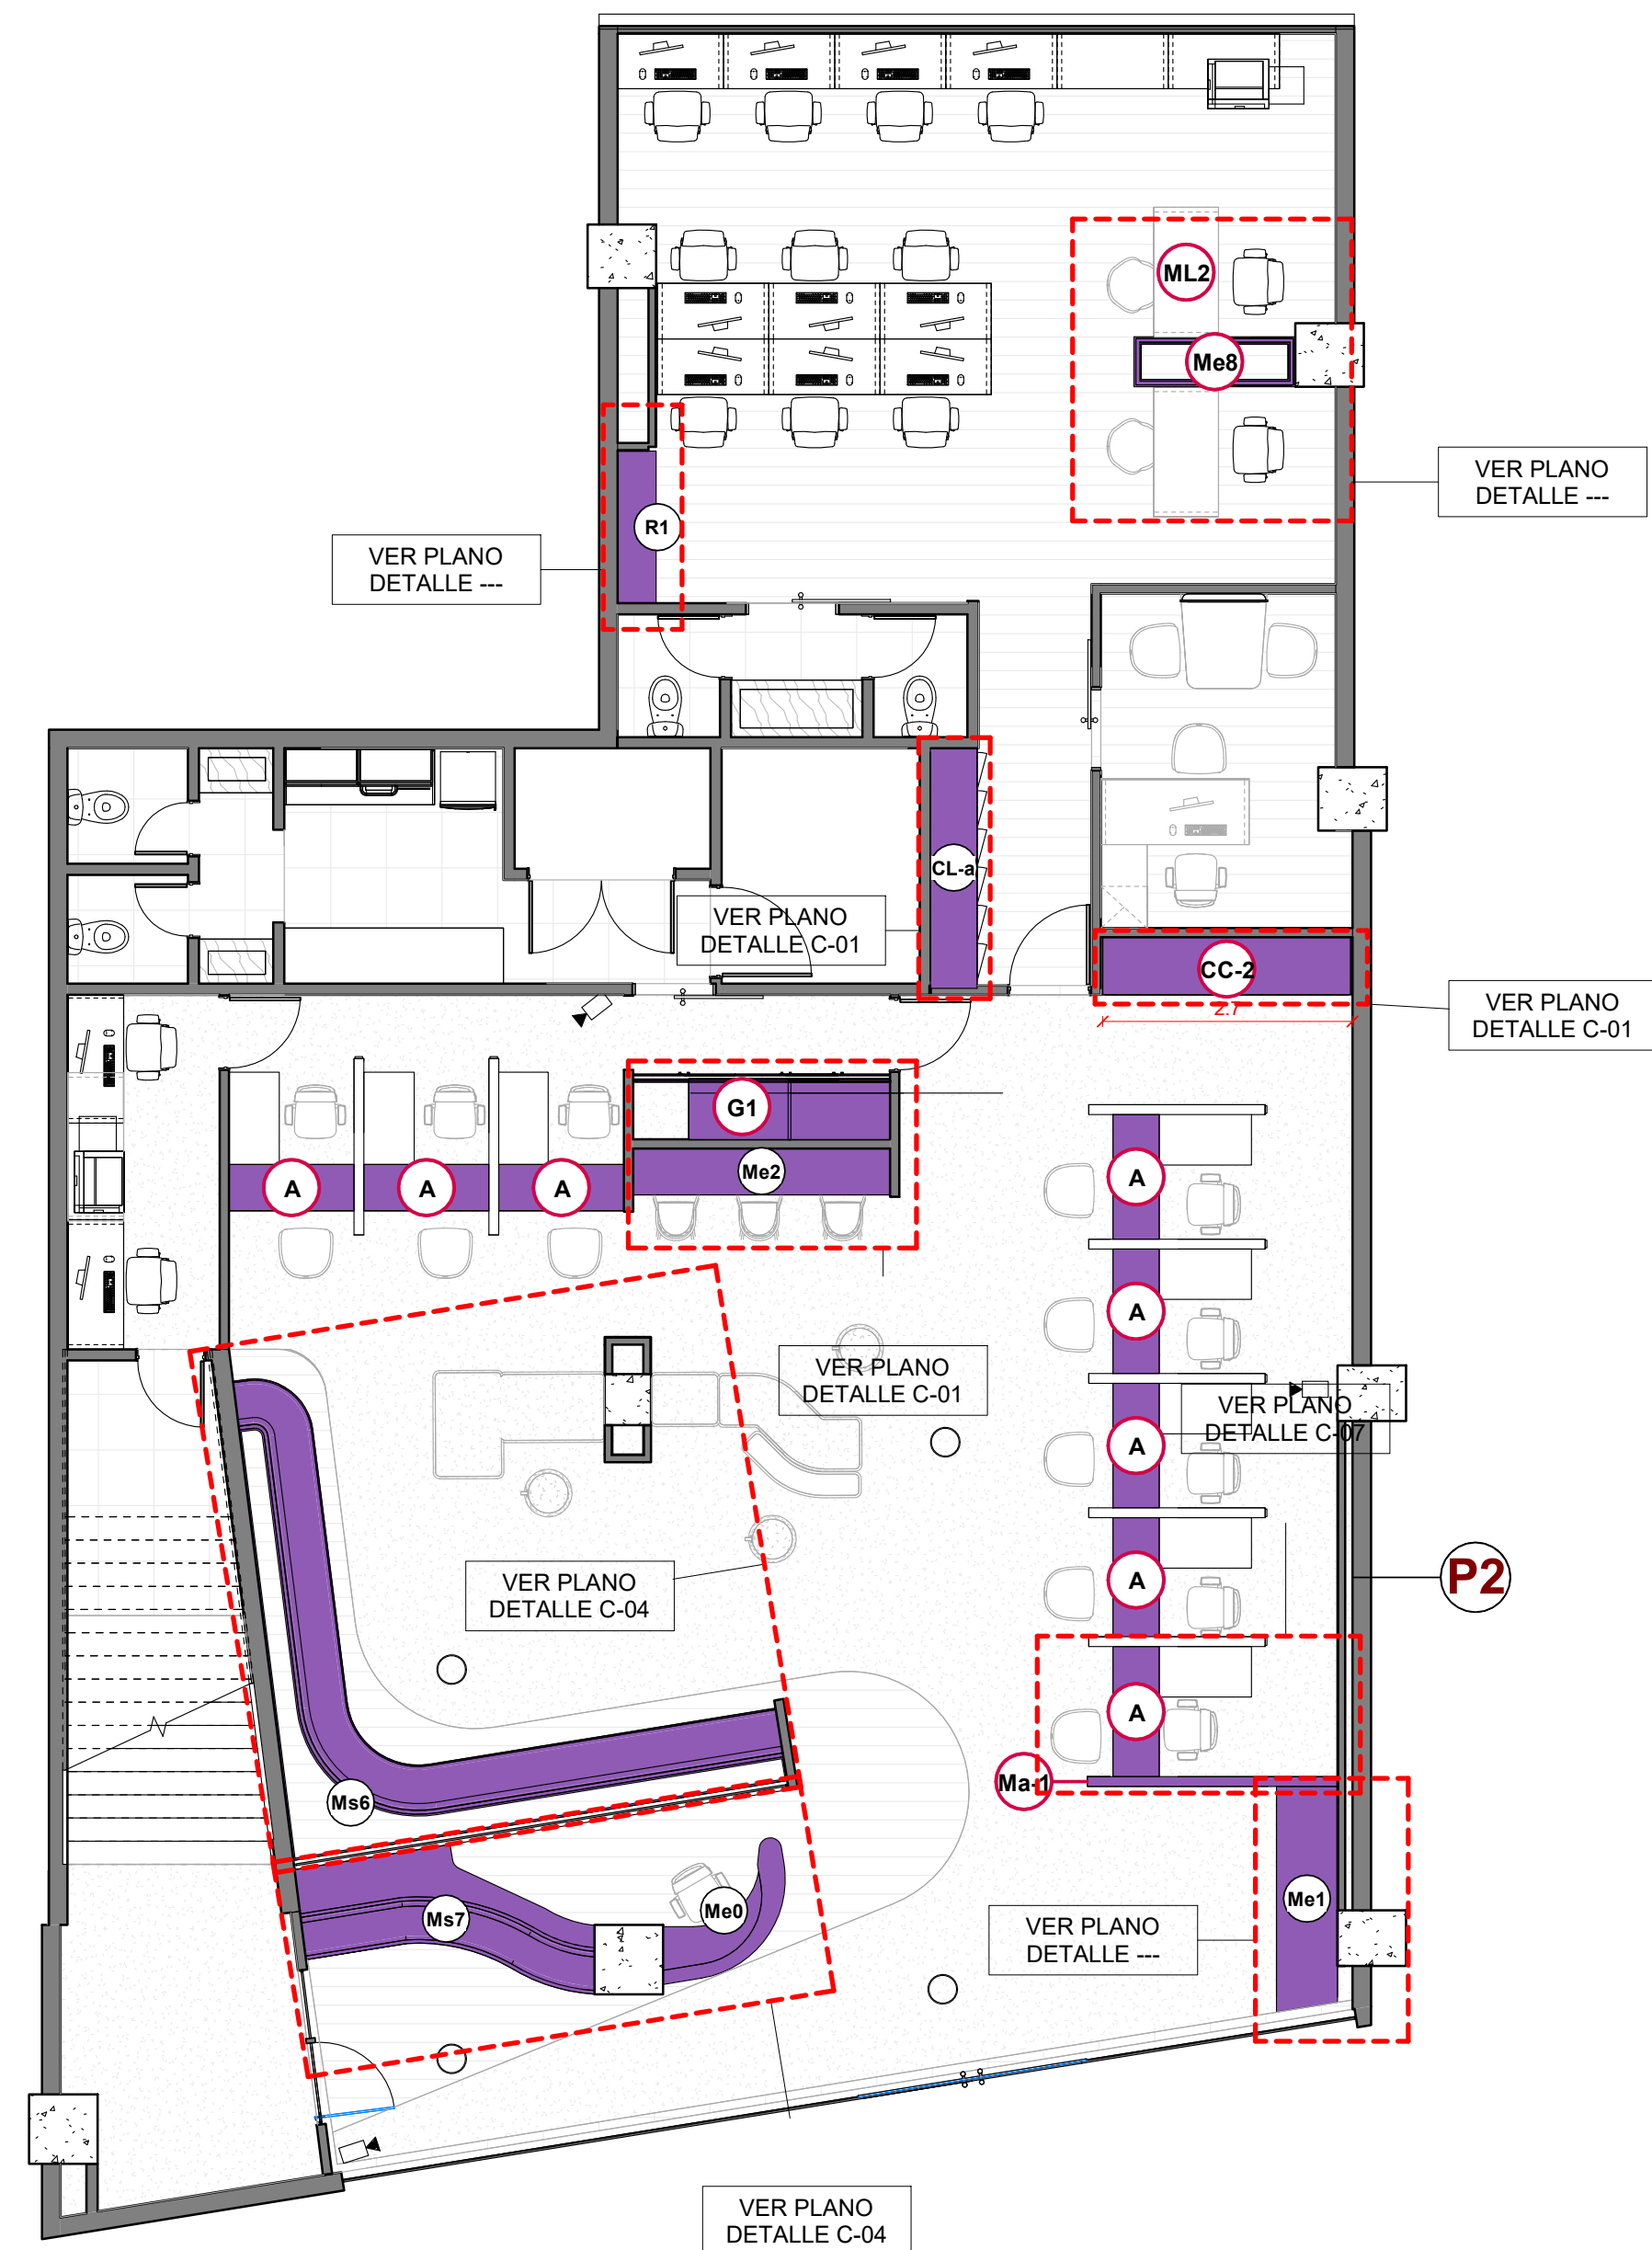 ML2
Me8
VER PLANO
DETALLE ---
R1
VER PLANO
DETALLE ---
CL-a
VER PLANO
DETALLE C-01
CC-2
2.7
VER PLANO
DETALLE C-01
G1
Me2
A
A
A
A
A
VER PLANO
DETALLE C-01
VER PLANO
DETALLE C-07
A
VER PLANO
DETALLE C-04
A
P2
A
Ma-1
Ms6
Me1
Me0
Ms7
VER PLANO
DETALLE ---
VER PLANO
DETALLE C-04